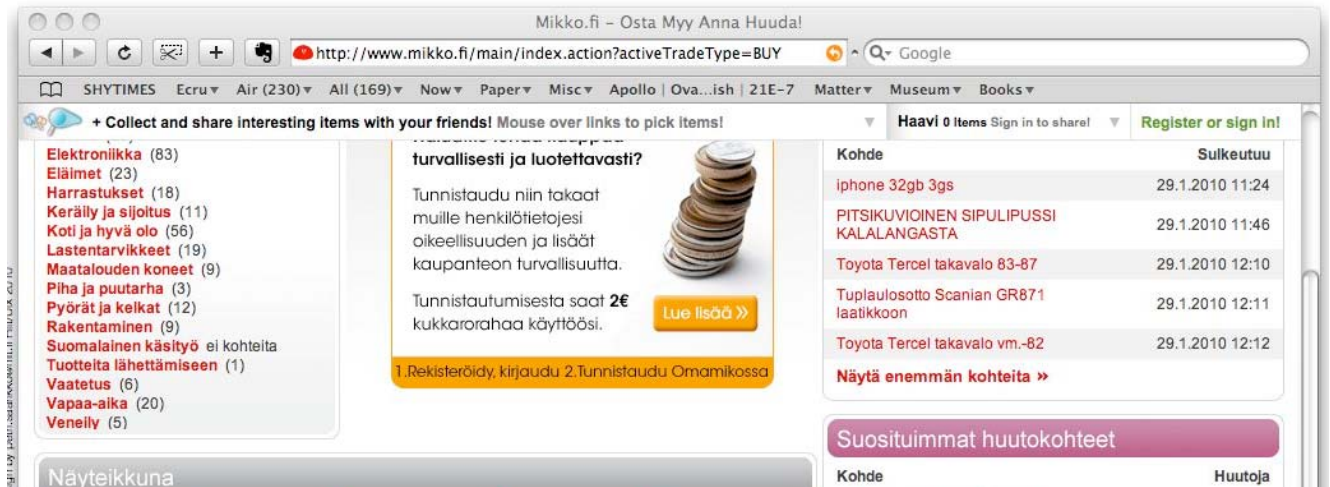 Mikko.fi – Osta Myy Anna Huuda!
http://www.mikko.fi/main/index.action?activeTradeType=BUY
Google
SHYTIMES Ecru Air (230) All (169) Now Paper Misc Apollo | Ova...ish | 21E-7 Matter Museum Books
+ Collect and share interesting items with your friends! Mouse over links to pick items!
Haavi 0 Items Sign in to share!
Register or sign in!
Elektroniikka (83)
Eläimet (23)
Harrastukset (18)
Keräily ja sijoitus (11)
Koti ja hyvä olo (56)
Lastentarvikkeet (19)
Maatalouden koneet (9)
Piha ja puutarha (3)
Pyörät ja kelkat (12)
Rakentaminen (9)
Suomalainen käsityö ei kohteita
Tuotteita lähettämiseen (1)
Vaatetus (6)
Vapaa-aika (20)
Veneily (5)
turvallisesti ja luotettavasti?
Tunnistaudu niin takaat
muille henkilötietojesi
oikeellisuuden ja lisäät
kaupanteon turvallisuutta.
Tunnistautumisesta saat 2€
kukkarorahaa käyttöösi.
Lue lisää »
1.Rekisteröidy, kirjaudu 2.Tunnistaudu Omamikossa
Kohde Sulkeutuu
iphone 32gb 3gs 29.1.2010 11:24
PITSIKUVIOINEN SIPULIPUSSI
KALALANGASTA 29.1.2010 11:46
Toyota Tercel takavalo 83-87 29.1.2010 12:10
Tuplaulosotto Scanian GR871
laatikkoon 29.1.2010 12:11
Toyota Tercel takavalo vm.-82 29.1.2010 12:12
Näytä enemmän kohteita »
Suosituimmat huutokohteet
Kohde Huutoja
Näyteikkuna